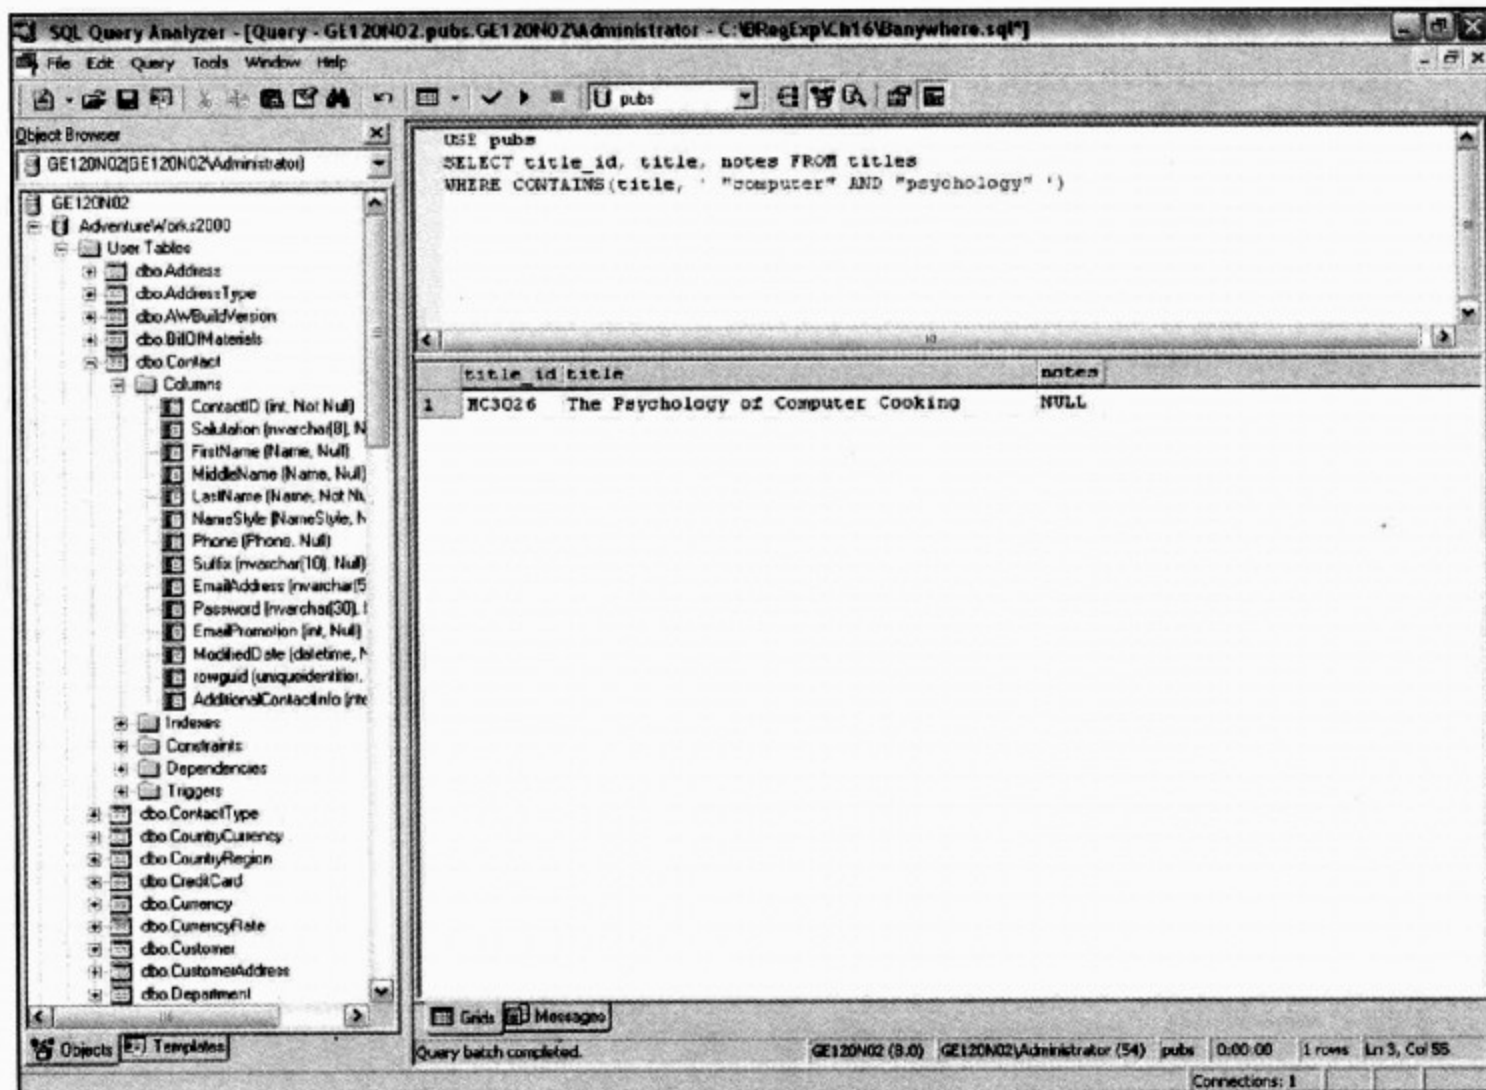 SQL Query Analyzer - [Query - GE120N02.pubs.GE120N02\Administrator - C:\BRegExp\Ch16\Banywhere.sql*]
File Edit Query Tools Window Help
pubs
Object Browser
GE120N02(GE120N02\Administrator)
GE120N02
AdventureWorks2000
User Tables
dbo.Address
dbo.AddressType
dbo.AWBuildVersion
dbo.BillOfMaterials
dbo.Contact
Columns
ContactID (int, Not Null)
Salutation (nvarchar(8), N
FirstName (Name, Null)
MiddleName (Name, Null)
LastName (Name, Not Nu
NameStyle (NameStyle, N
Phone (Phone, Null)
Suffix (nvarchar(10), Null)
EmailAddress (nvarchar(5
Password (nvarchar(30),
EmailPromotion (int, Null)
ModifiedDate (datetime, N
rowguid (uniqueidentifier,
AdditionalContactInfo (nte
Indexes
Constraints
Dependencies
Triggers
dbo.ContactType
dbo.CountryCurrency
dbo.CountryRegion
dbo.CreditCard
dbo.Currency
dbo.CurrencyRate
dbo.Customer
dbo.CustomerAddress
dbo.Department
Objects Templates
USE pubs
SELECT title_id, title, notes FROM titles
WHERE CONTAINS(title, ' "computer" AND "psychology" ')
title_id title notes
1 MC3026 The Psychology of Computer Cooking NULL
Grids Messages
Query batch completed. GE120N02 (8.0) GE120N02\Administrator (54) pubs 0:00:00 1 rows Ln 3, Col 55
Connections: 1